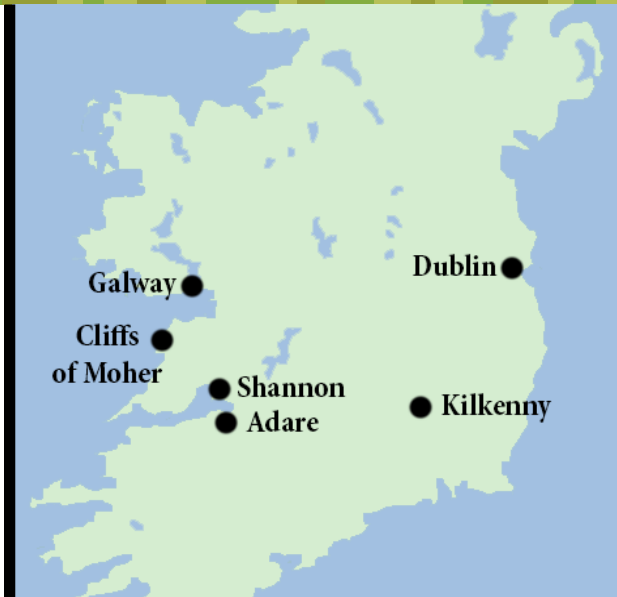 Dublin
Galway
Cliffs
of Moher
Shannon
Kilkenny
Adare